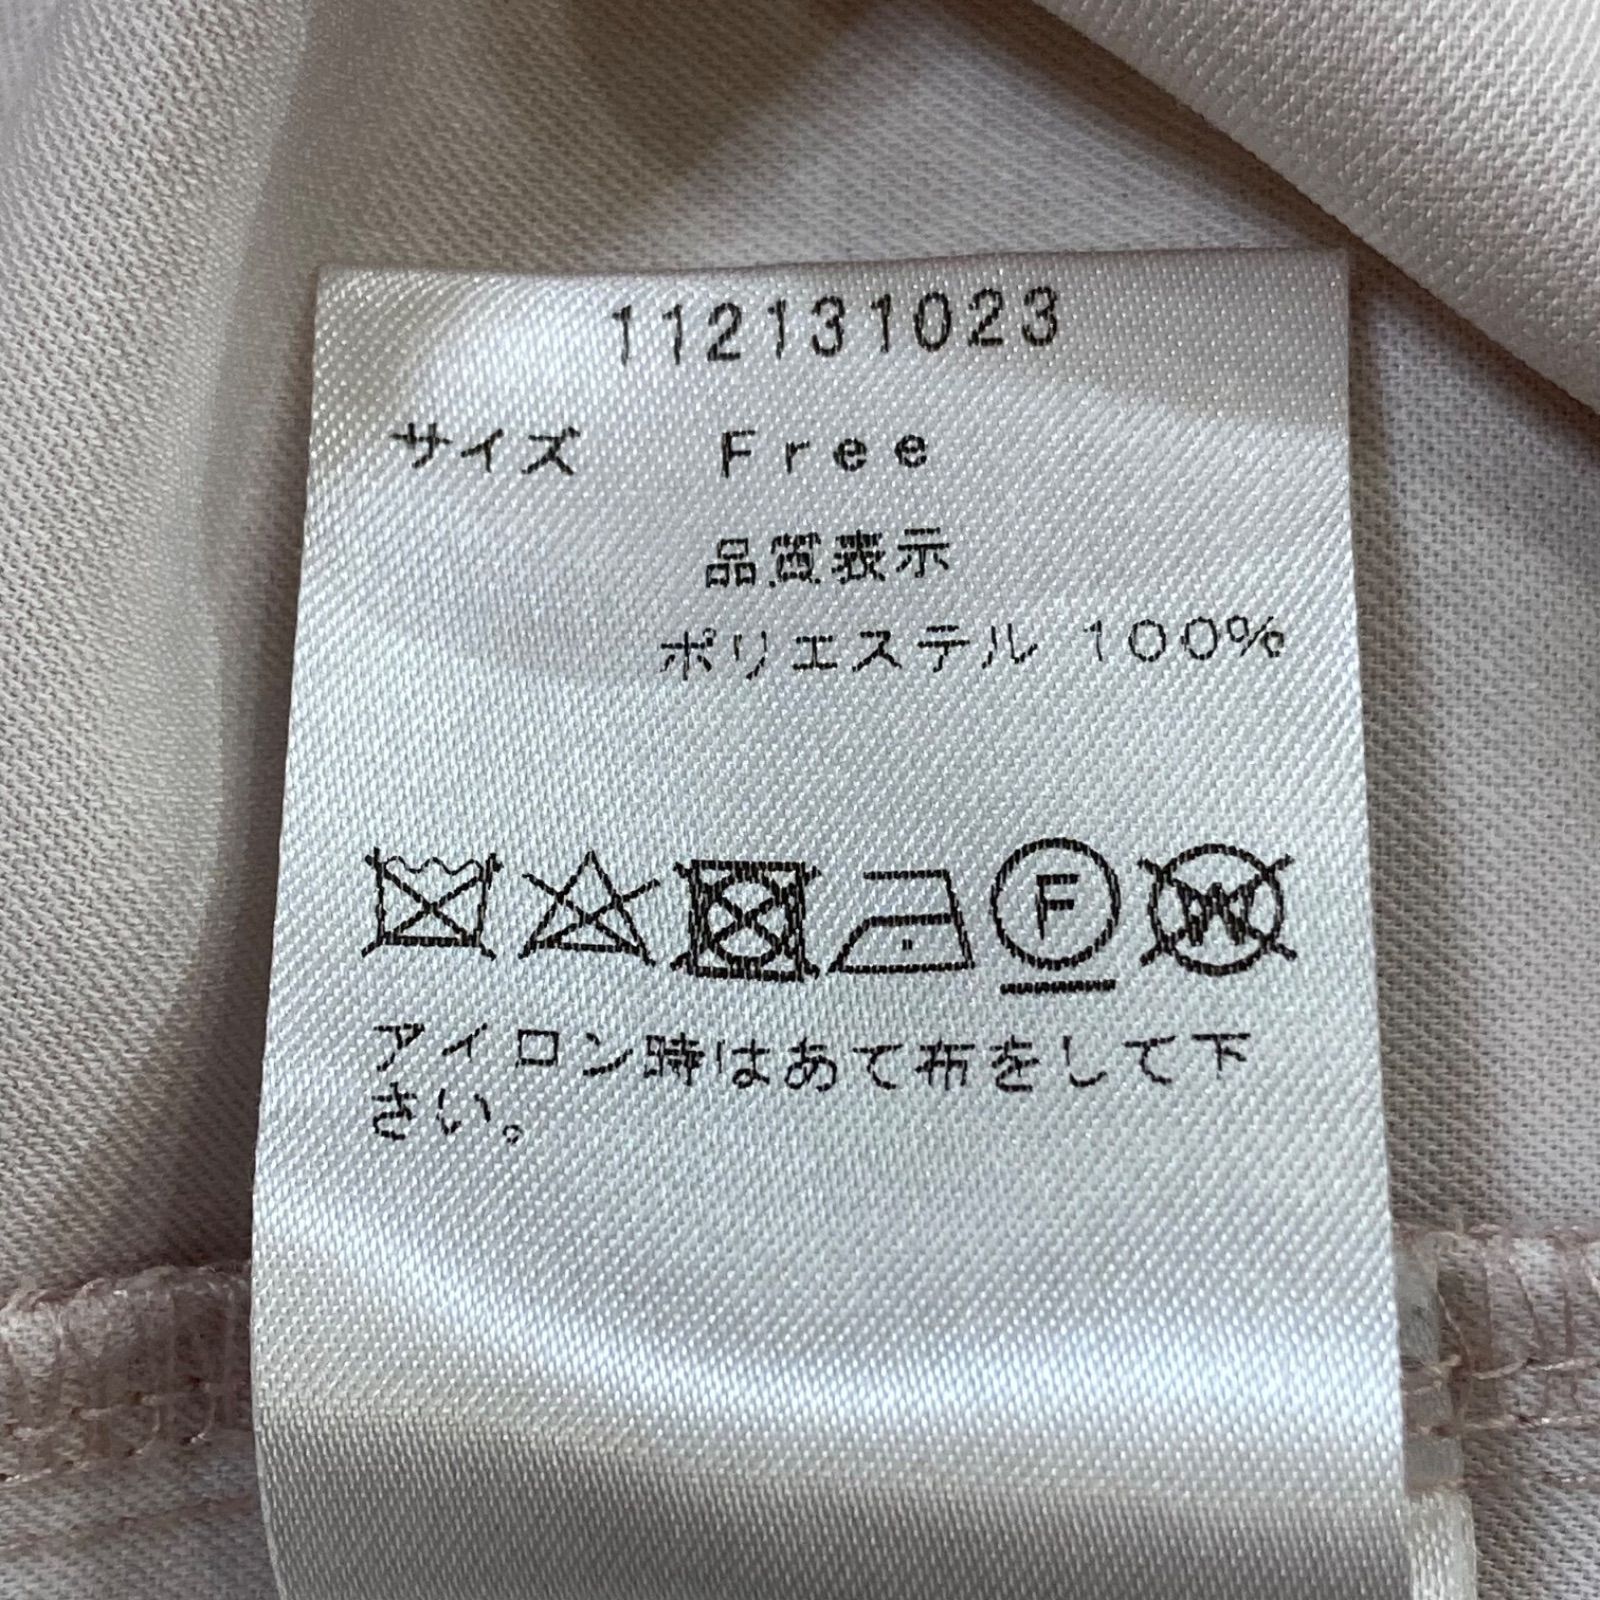 112131023
サイズ Free
品質表示
ポリエステル 100%
F W
アイロン時はあて布をして下
さい。